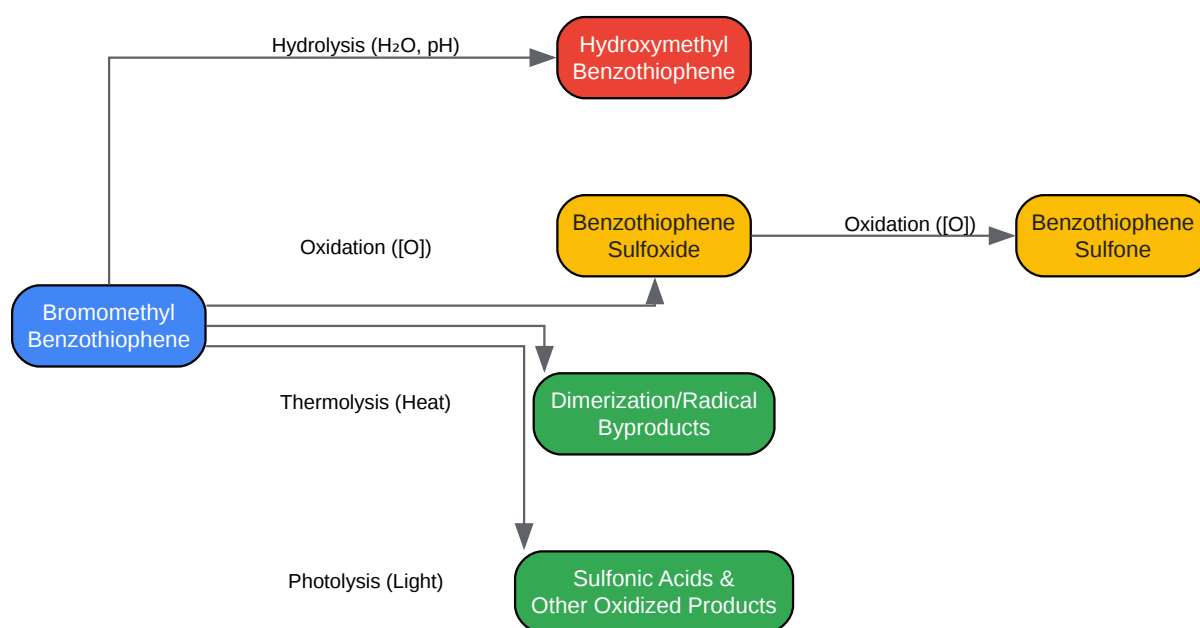 Hydrolysis (H₂O, pH)
Hydroxymethyl
Benzothiophene
Oxidation ([O])
Benzothiophene
Sulfoxide
Oxidation ([O])
Benzothiophene
Sulfone
Bromomethyl
Benzothiophene
Thermolysis (Heat)
Dimerization/Radical
Byproducts
Photolysis (Light)
Sulfonic Acids &
Other Oxidized Products